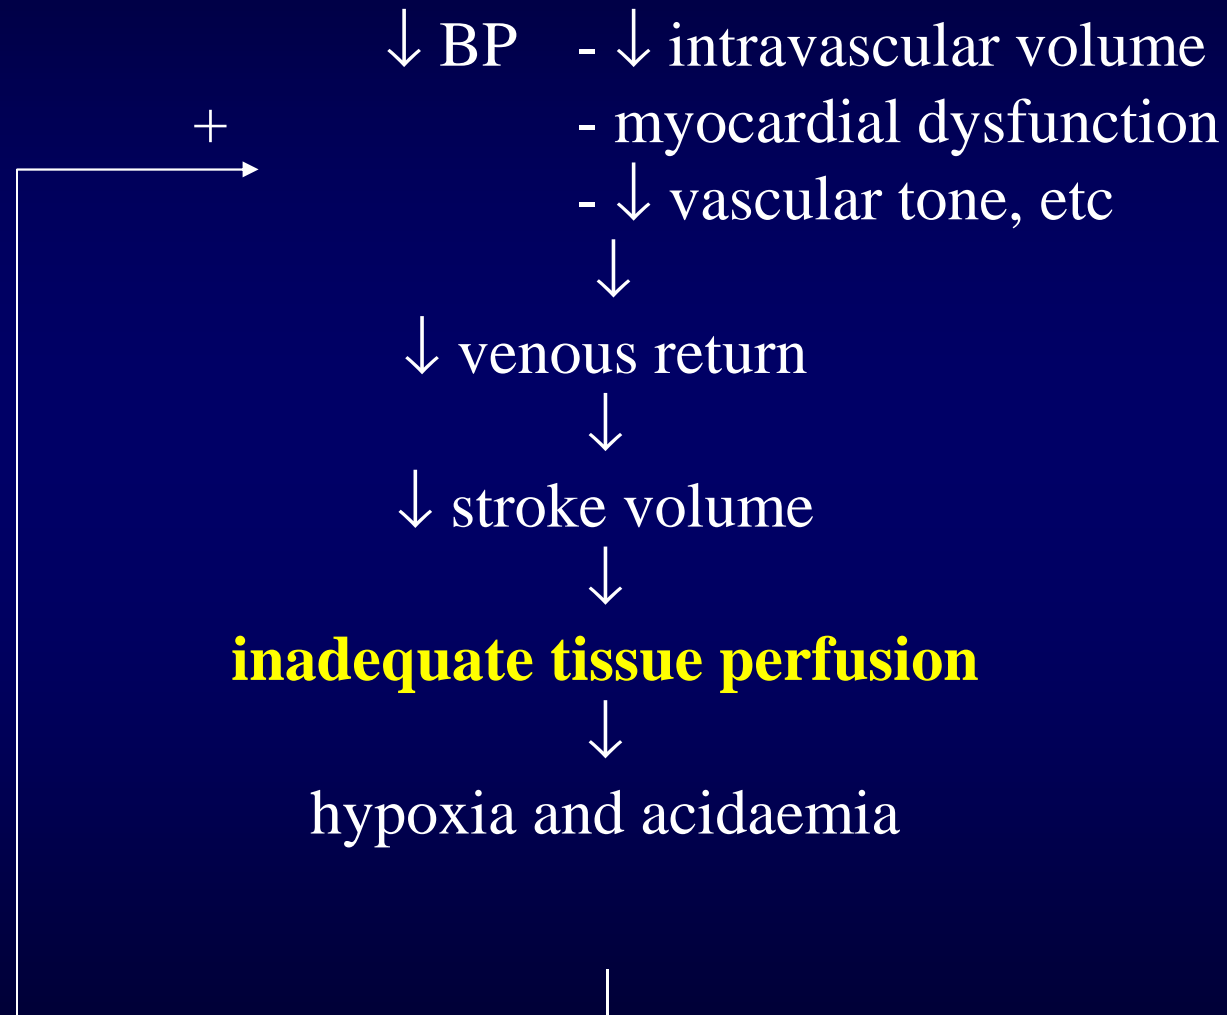 ↓ BP - ↓ intravascular volume
+ - myocardial dysfunction
- ↓ vascular tone, etc
↓
↓ venous return
↓
↓ stroke volume
↓
inadequate tissue perfusion
↓
hypoxia and acidaemia